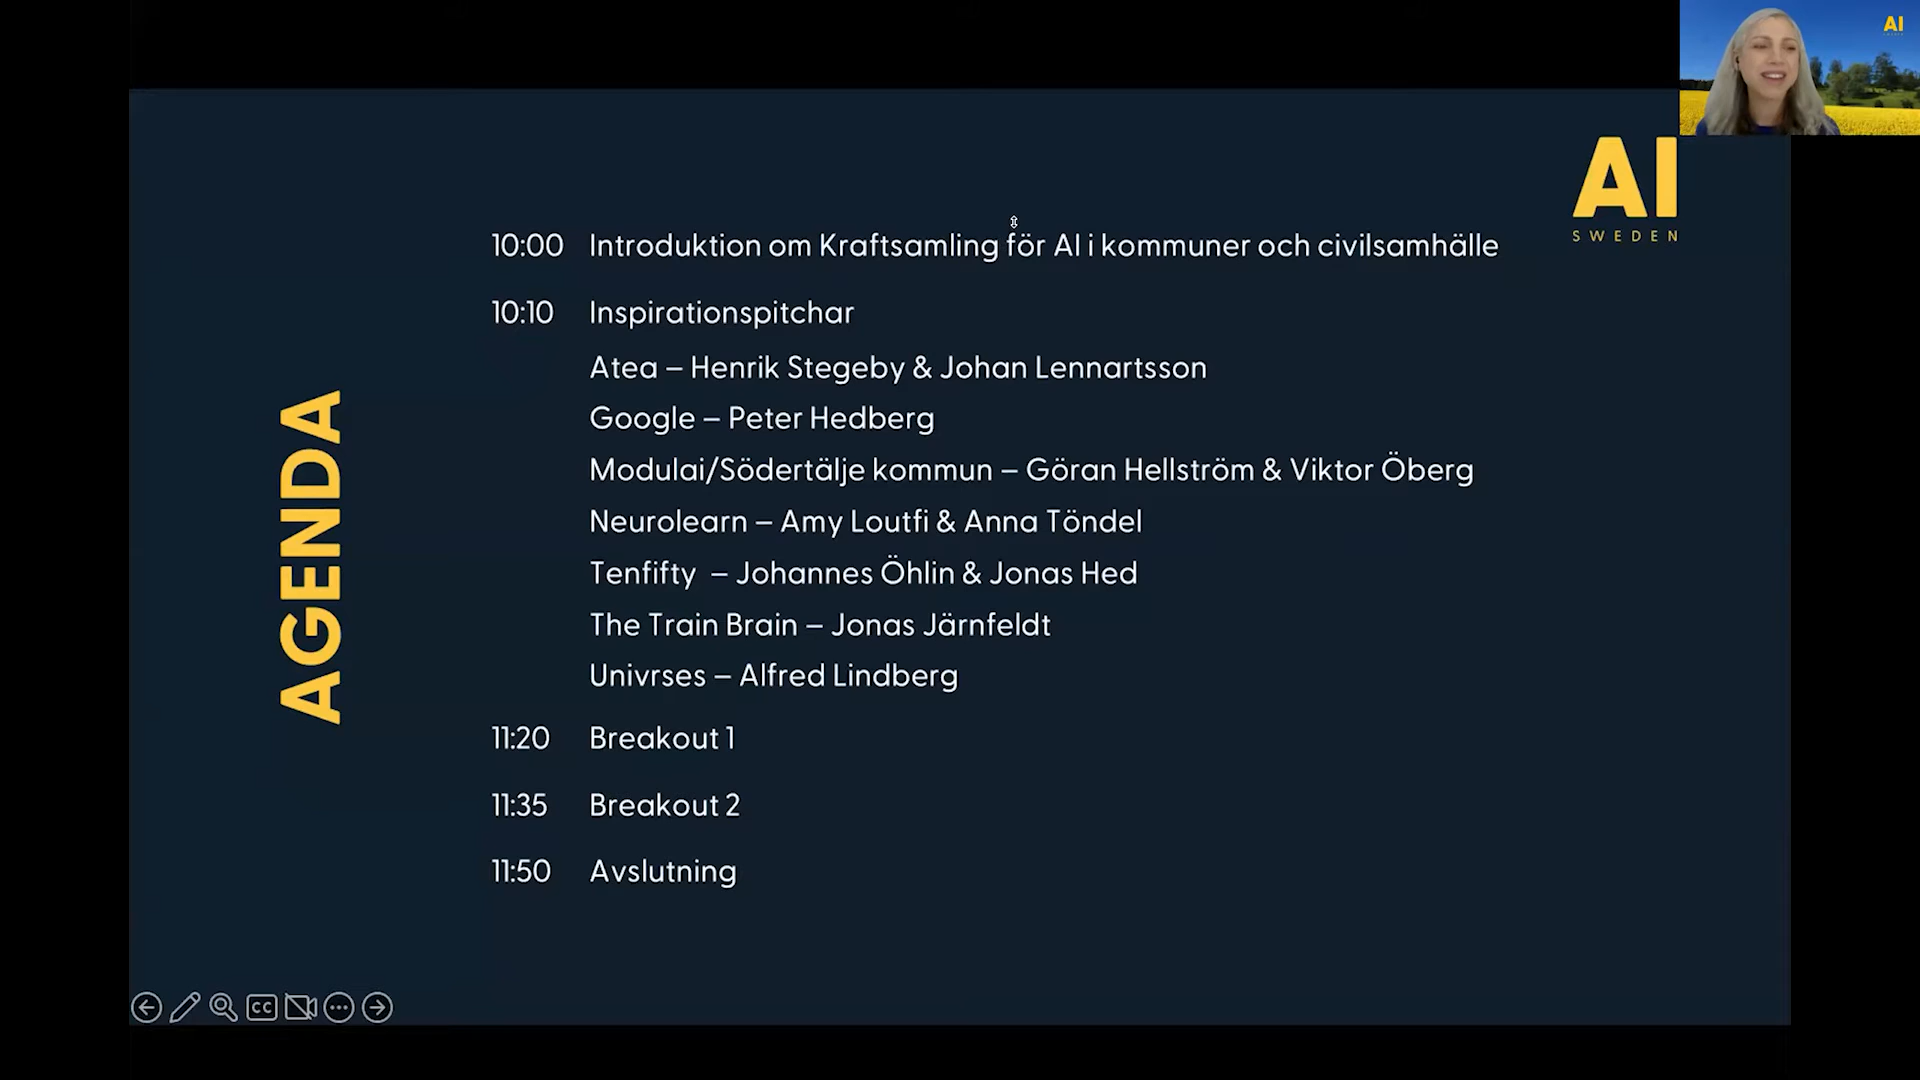 AI
AI
SWEDEN
AGENDA
10:00 Introduktion om Kraftsamling för AI i kommuner och civilsamhälle
10:10 Inspirationspitchar
Atea – Henrik Stegeby & Johan Lennartsson
Google – Peter Hedberg
Modulai/Södertälje kommun – Göran Hellström & Viktor Öberg
Neurolearn – Amy Loutfi & Anna Töndel
Tenfifty – Johannes Öhlin & Jonas Hed
The Train Brain – Jonas Järnfeldt
Univrses – Alfred Lindberg
11:20 Breakout 1
11:35 Breakout 2
11:50 Avslutning
CC